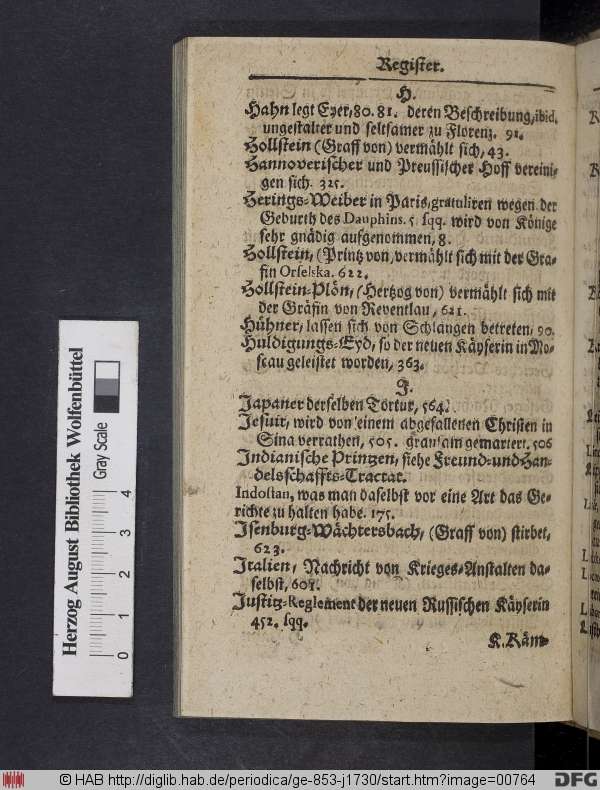 Register.
H.
Hahn legt Eyer, 80. 81. deren Beschreibung, ibid.
ungestalter und seltsamer zu Florenz. 91.
Hollstein (Graff von) vermählt sich, 43.
Hannoverischer und Preussischer Hoff vereini-
gen sich. 325.
Herings-Weiber in Paris, gratuliren wegen der
Geburth des Dauphins. 5. sqq. wird von Könige
sehr gnädig aufgenommen, 8.
Hollstein, (Printz von, vermählt sich mit der Gra-
fin Orselska. 622.
Hollstein-Plön, (Hertzog von) vermählt sich mit
der Gräfin von Reventlau, 621.
Hühner, lassen sich von Schlangen betreten, 90.
Huldigungs-Eyd, so der neuen Käyserin in Mo-
scau geleistet worden, 363.
J.
Japaner derselben Tortur, 564.
Jesuit, wird von einem abgefallenen Christen in
Sina verrathen, 505. grausam gemartert. 506
Indianische Printzen, siehe Freund- und Han-
delsschaffts-Tractat.
Indostan, was man daselbst vor eine Art das Ge-
richte zu halten habe. 175.
Isenburg-Wächtersbach, (Graff von) stirbet,
623.
Italien, Nachricht von Krieges-Anstalten da-
selbst, 607.
Justitz-Reglement der neuen Russischen Käyserin
452. sqq.
K. Käm-
Herzog August Bibliothek Wolfenbüttel
Gray Scale
0 1 2 3 4
© HAB http://diglib.hab.de/periodica/ge-853-j1730/start.htm?image=00764
DFG